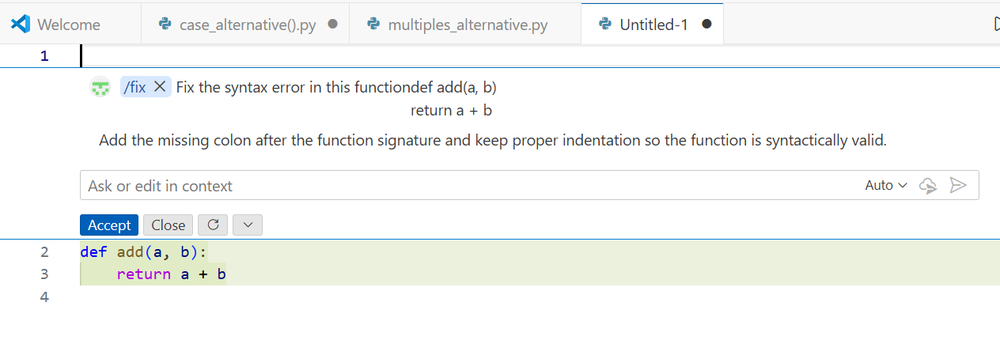 Welcome case_alternative().py multiples_alternative.py Untitled-1
1
/fix Fix the syntax error in this functiondef add(a, b)
return a + b
Add the missing colon after the function signature and keep proper indentation so the function is syntactically valid.
Ask or edit in context Auto
Accept Close
2 def add(a, b):
3     return a + b
4